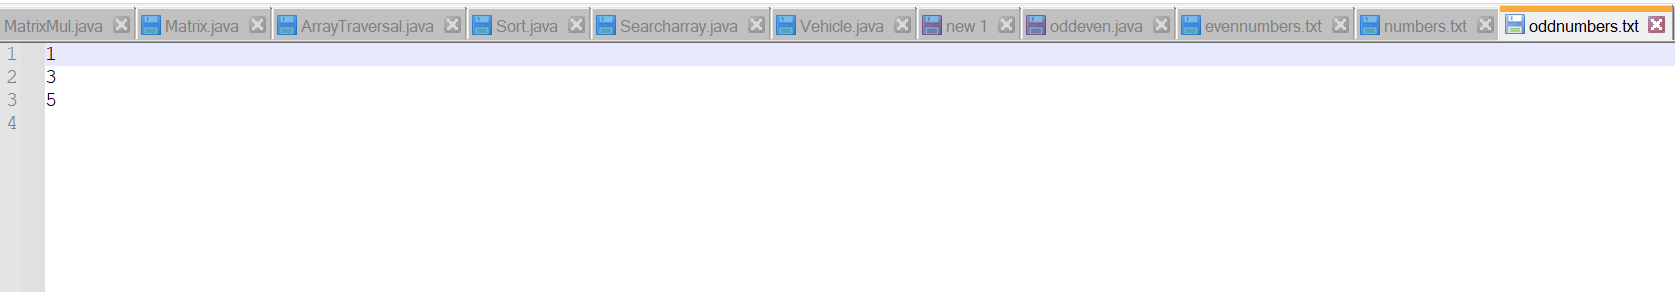 MatrixMul.java Matrix.java ArrayTraversal.java Sort.java Searcharray.java Vehicle.java new 1 oddeven.java evennumbers.txt numbers.txt oddnumbers.txt
1 1
2 3
3 5
4